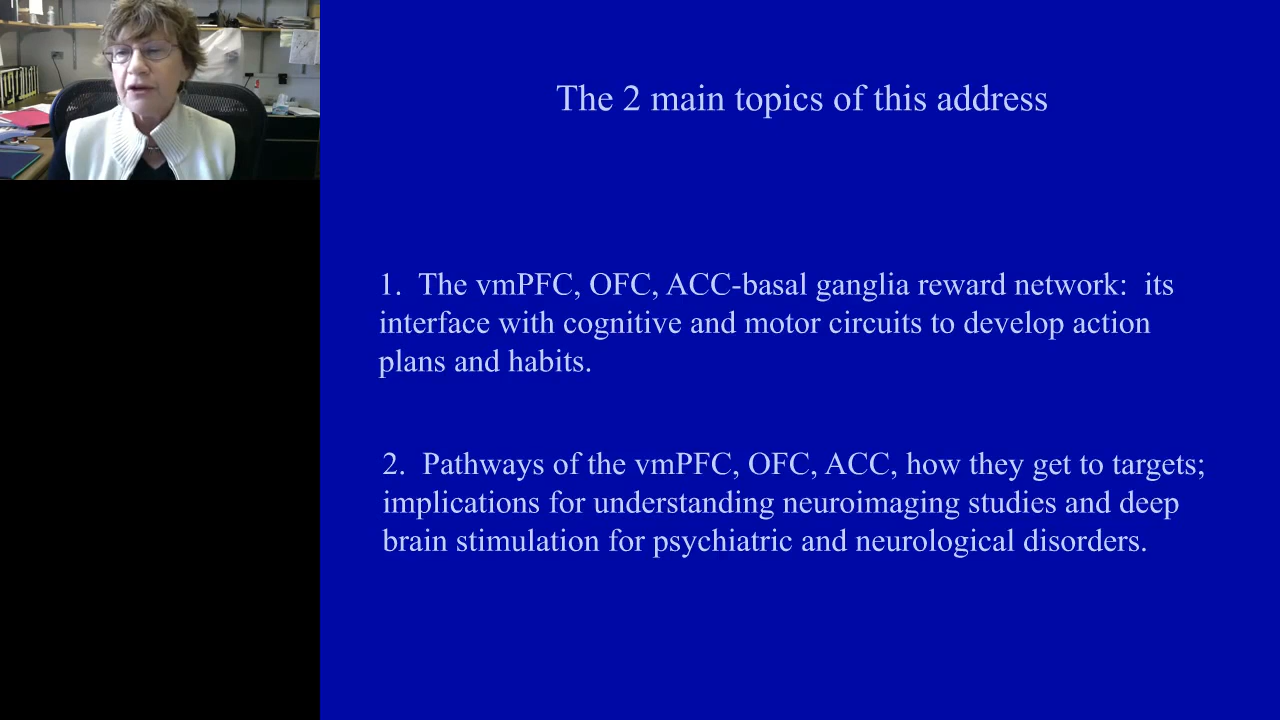 The 2 main topics of this address
1. The vmPFC, OFC, ACC-basal ganglia reward network: its
interface with cognitive and motor circuits to develop action
plans and habits.
2. Pathways of the vmPFC, OFC, ACC, how they get to targets;
implications for understanding neuroimaging studies and deep
brain stimulation for psychiatric and neurological disorders.